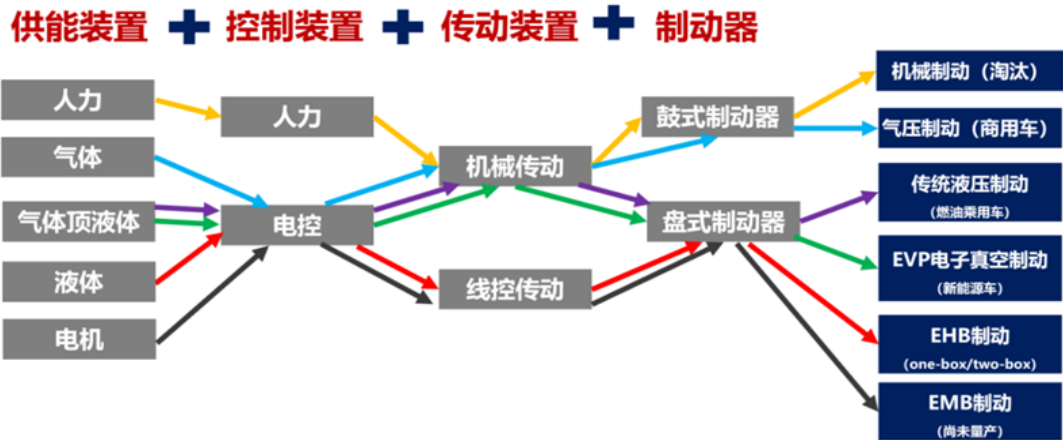 供能装置 + 控制装置 + 传动装置 + 制动器
人力
气体
气体顶液体
液体
电机
人力
电控
机械传动
线控传动
鼓式制动器
盘式制动器
机械制动（淘汰）
气压制动（商用车）
传统液压制动
（燃油乘用车）
EVP电子真空制动
（新能源车）
EHB制动
（one-box/two-box）
EMB制动
（尚未量产）